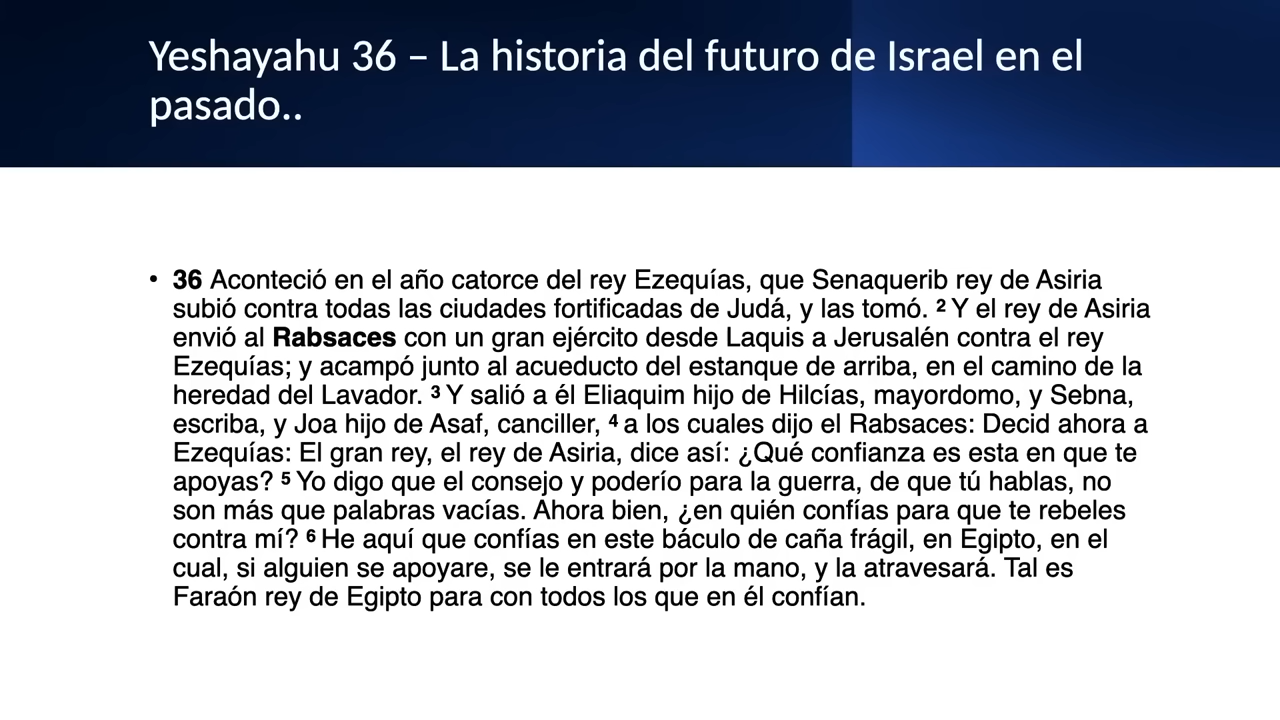 Yeshayahu 36 – La historia del futuro de Israel en el
pasado..
• 36 Aconteció en el año catorce del rey Ezequías, que Senaquerib rey de Asiria
subió contra todas las ciudades fortificadas de Judá, y las tomó. 2 Y el rey de Asiria
envió al Rabsaces con un gran ejército desde Laquis a Jerusalén contra el rey
Ezequías; y acampó junto al acueducto del estanque de arriba, en el camino de la
heredad del Lavador. 3 Y salió a él Eliaquim hijo de Hilcías, mayordomo, y Sebna,
escriba, y Joa hijo de Asaf, canciller, 4 a los cuales dijo el Rabsaces: Decid ahora a
Ezequías: El gran rey, el rey de Asiria, dice así: ¿Qué confianza es esta en que te
apoyas? 5 Yo digo que el consejo y poderío para la guerra, de que tú hablas, no
son más que palabras vacías. Ahora bien, ¿en quién confías para que te rebeles
contra mí? 6 He aquí que confías en este báculo de caña frágil, en Egipto, en el
cual, si alguien se apoyare, se le entrará por la mano, y la atravesará. Tal es
Faraón rey de Egipto para con todos los que en él confían.